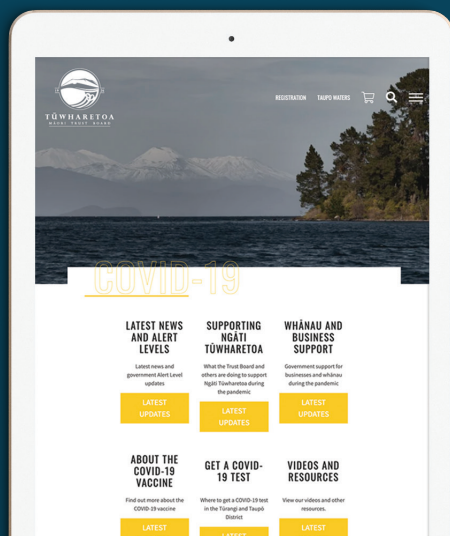 TŪWHARETOA
MĀORI TRUST BOARD
REGISTRATION TAUPO WATERS
COVID-19
LATEST NEWS
AND ALERT
LEVELS
Latest news and
government Alert Level
updates
LATEST
UPDATES
SUPPORTING
NGĀTI
TŪWHARETOA
What the Trust Board and
others are doing to support
Ngāti Tūwharetoa during
the pandemic
LATEST
UPDATES
WHĀNAU AND
BUSINESS
SUPPORT
Government support for
businesses and whānau
during the pandemic
LATEST
UPDATES
ABOUT THE
COVID-19
VACCINE
Find out more about the
COVID-19 vaccine
LATEST
GET A COVID-
19 TEST
Where to get a COVID-19 test
in the Tūrangi and Taupō
District
LATEST
VIDEOS AND
RESOURCES
View our videos and other
resources.
LATEST